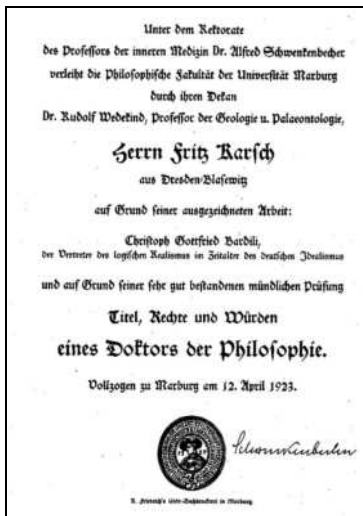 Unter dem Rektorate
des Professors der inneren Medizin Dr. Alfred Schwenkenbecher
verleiht die Philosophische Fakultät der Universität Marburg
durch ihren Dekan
Dr. Rudolf Wedekind, Professor der Geologie u. Palaeontologie,
Herrn Fritz Karsch
aus Dresden-Blasewitz
auf Grund seiner ausgezeichneten Arbeit:
Christoph Gottfried Bardili,
der Vertreter des logischen Realismus im Zeitalter des deutschen Idealismus
und auf Grund seiner sehr gut bestandenen mündlichen Prüfung
Titel, Rechte und Würden
eines Doktors der Philosophie.
Vollzogen zu Marburg am 12. April 1923.
Schwenkenbecher
in Marburg